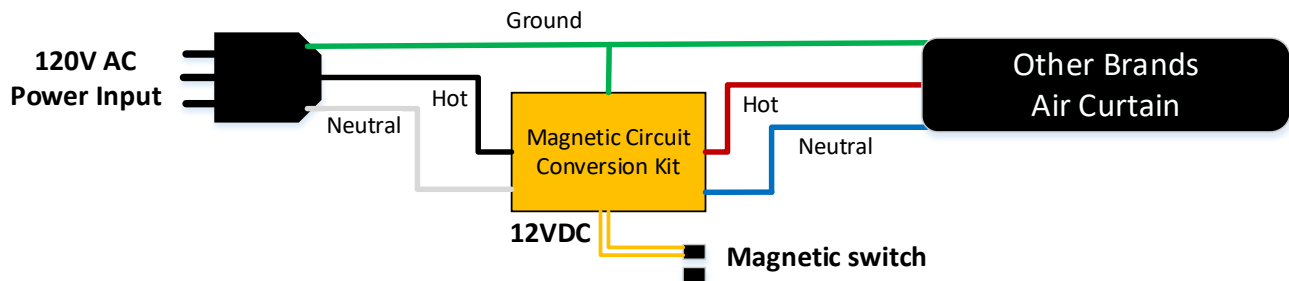 Ground
120V AC
Power Input
Hot
Neutral
Magnetic Circuit
Conversion Kit
Hot
Neutral
Other Brands
Air Curtain
12VDC
Magnetic switch